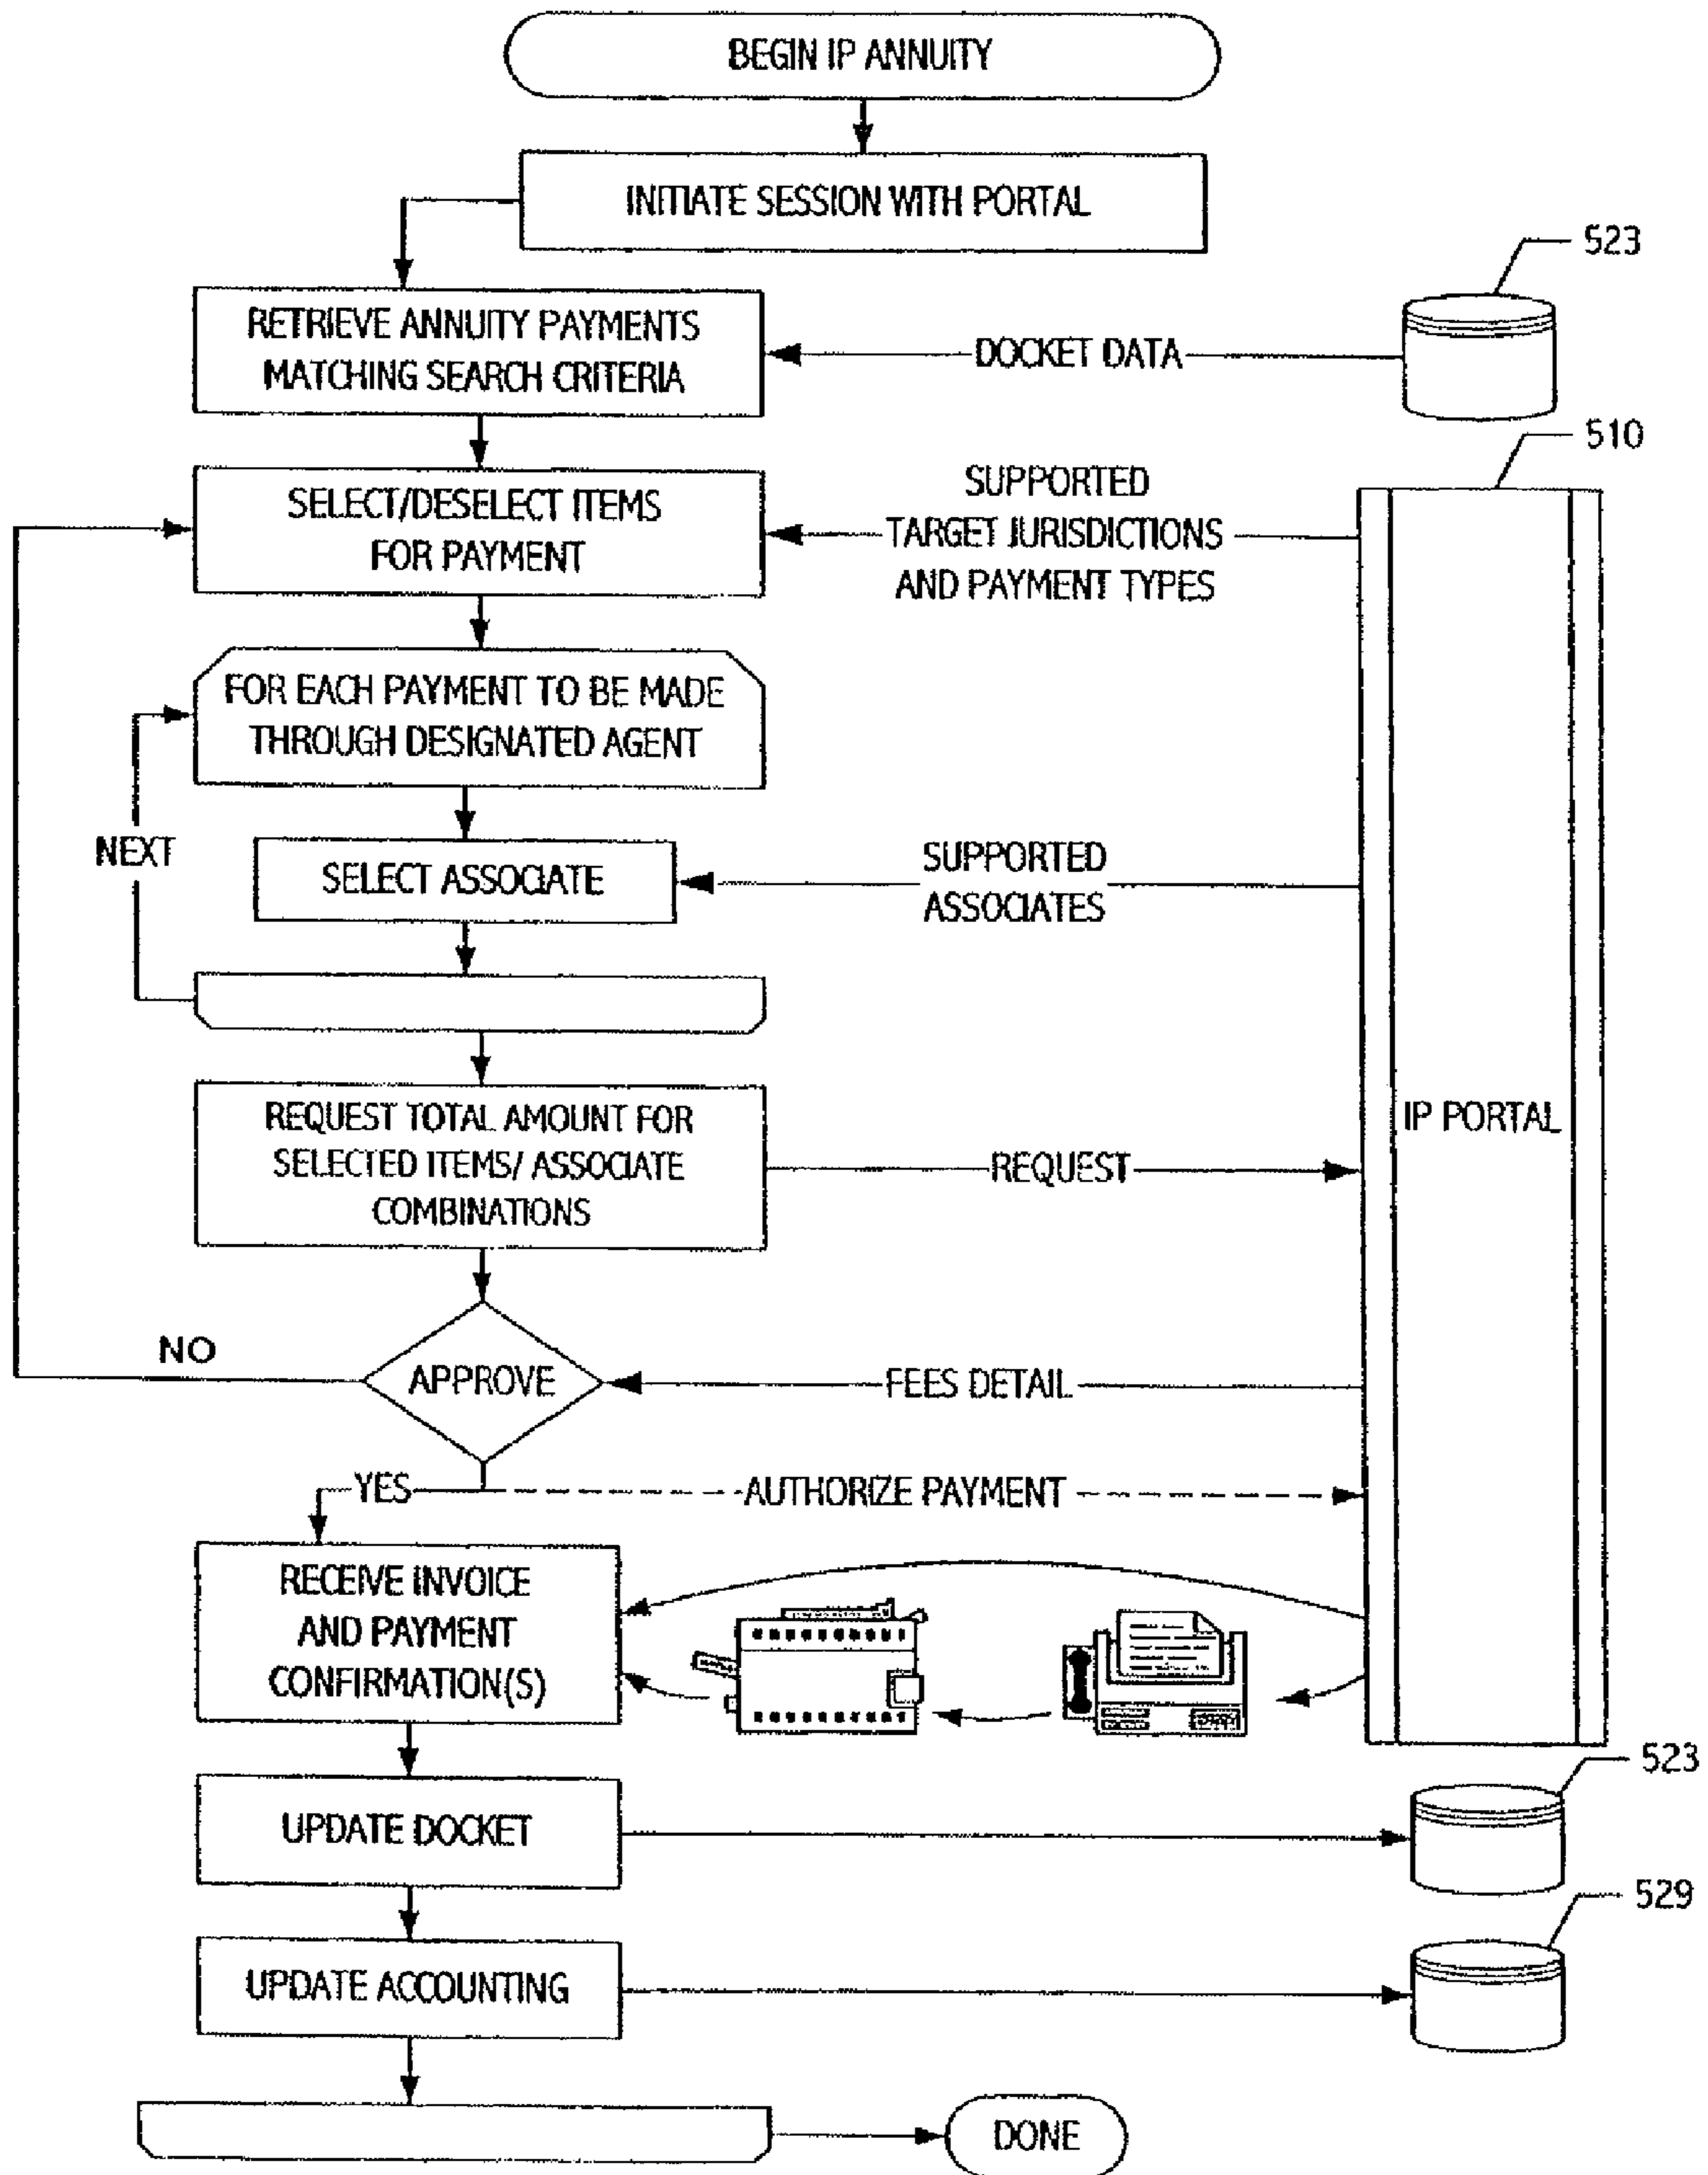 BEGIN IP ANNUITY
INITIATE SESSION WITH PORTAL
523
RETRIEVE ANNUITY PAYMENTS
MATCHING SEARCH CRITERIA
DOCKET DATA
510
SELECT/DESELECT ITEMS
FOR PAYMENT
SUPPORTED
TARGET JURISDICTIONS
AND PAYMENT TYPES
FOR EACH PAYMENT TO BE MADE
THROUGH DESIGNATED AGENT
NEXT
SELECT ASSOCIATE
SUPPORTED
ASSOCIATES
REQUEST TOTAL AMOUNT FOR
SELECTED ITEMS/ ASSOCIATE
COMBINATIONS
REQUEST
IP PORTAL
NO
APPROVE
FEES DETAIL
YES
AUTHORIZE PAYMENT
RECEIVE INVOICE
AND PAYMENT
CONFIRMATION(S)
523
UPDATE DOCKET
529
UPDATE ACCOUNTING
DONE